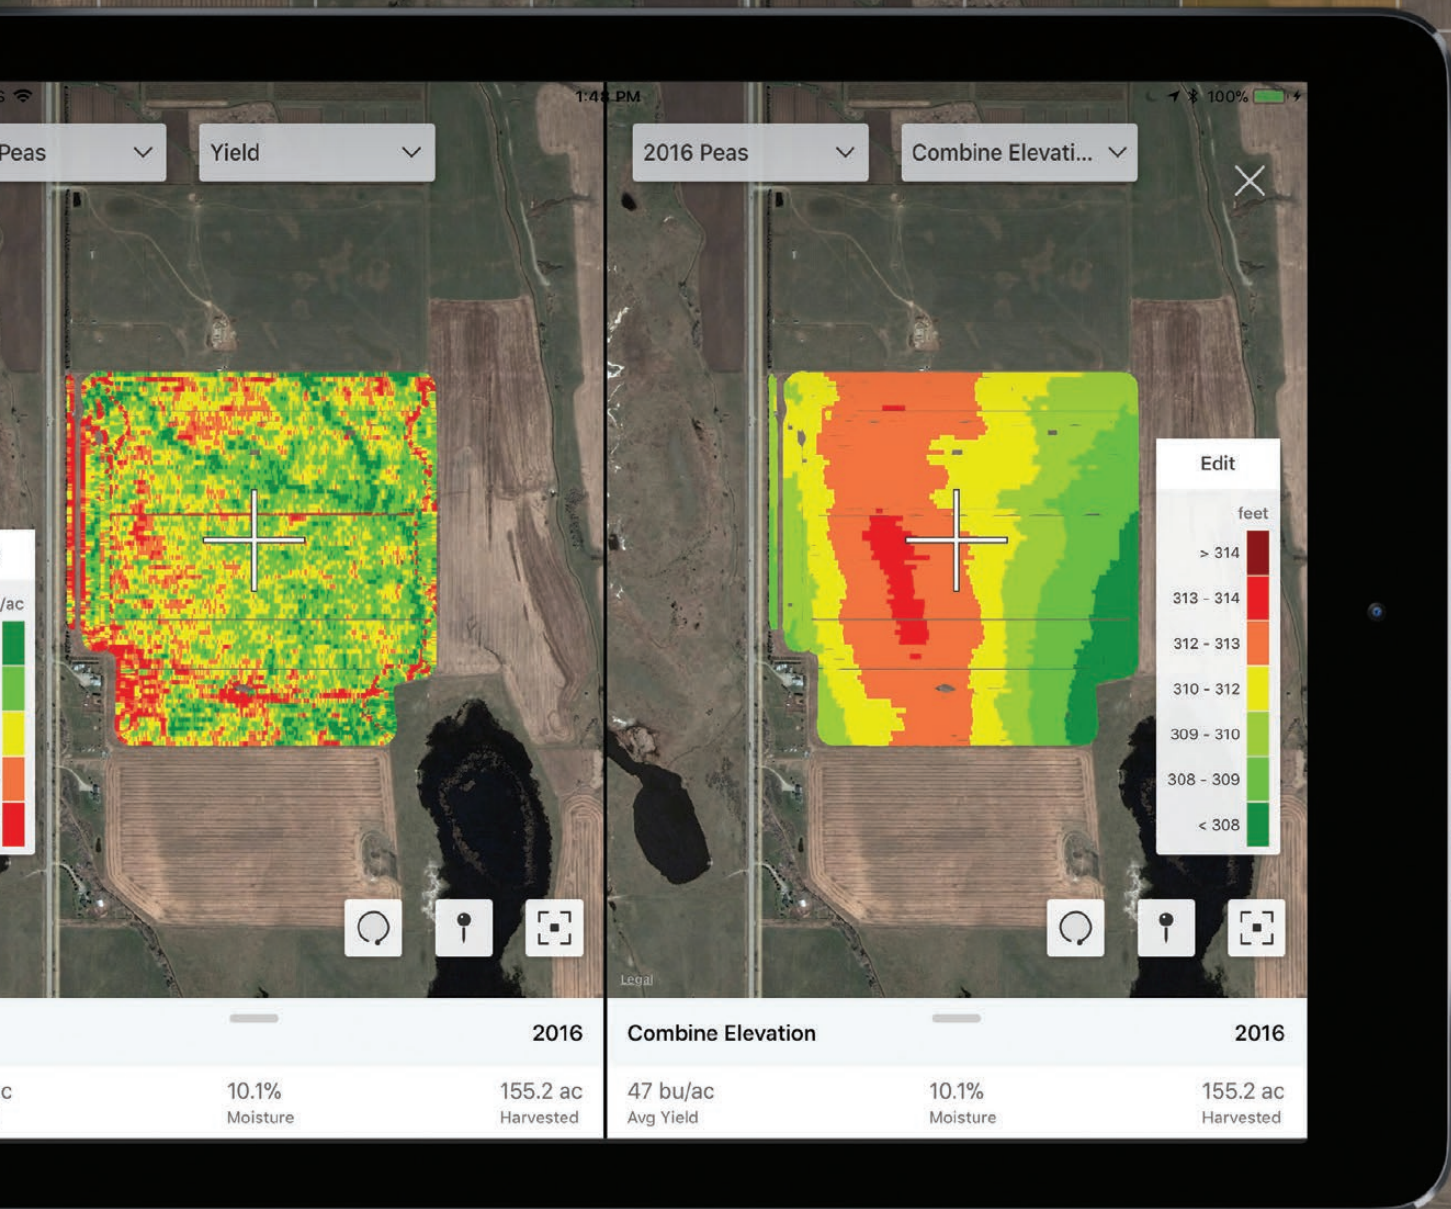 1:48 PM
100%
Peas
Yield
2016 Peas
Combine Elevati...
Edit
feet
> 314
313 - 314
312 - 313
310 - 312
309 - 310
308 - 309
< 308
/ac
Legal
2016
10.1%
Moisture
155.2 ac
Harvested
Combine Elevation
2016
47 bu/ac
Avg Yield
10.1%
Moisture
155.2 ac
Harvested